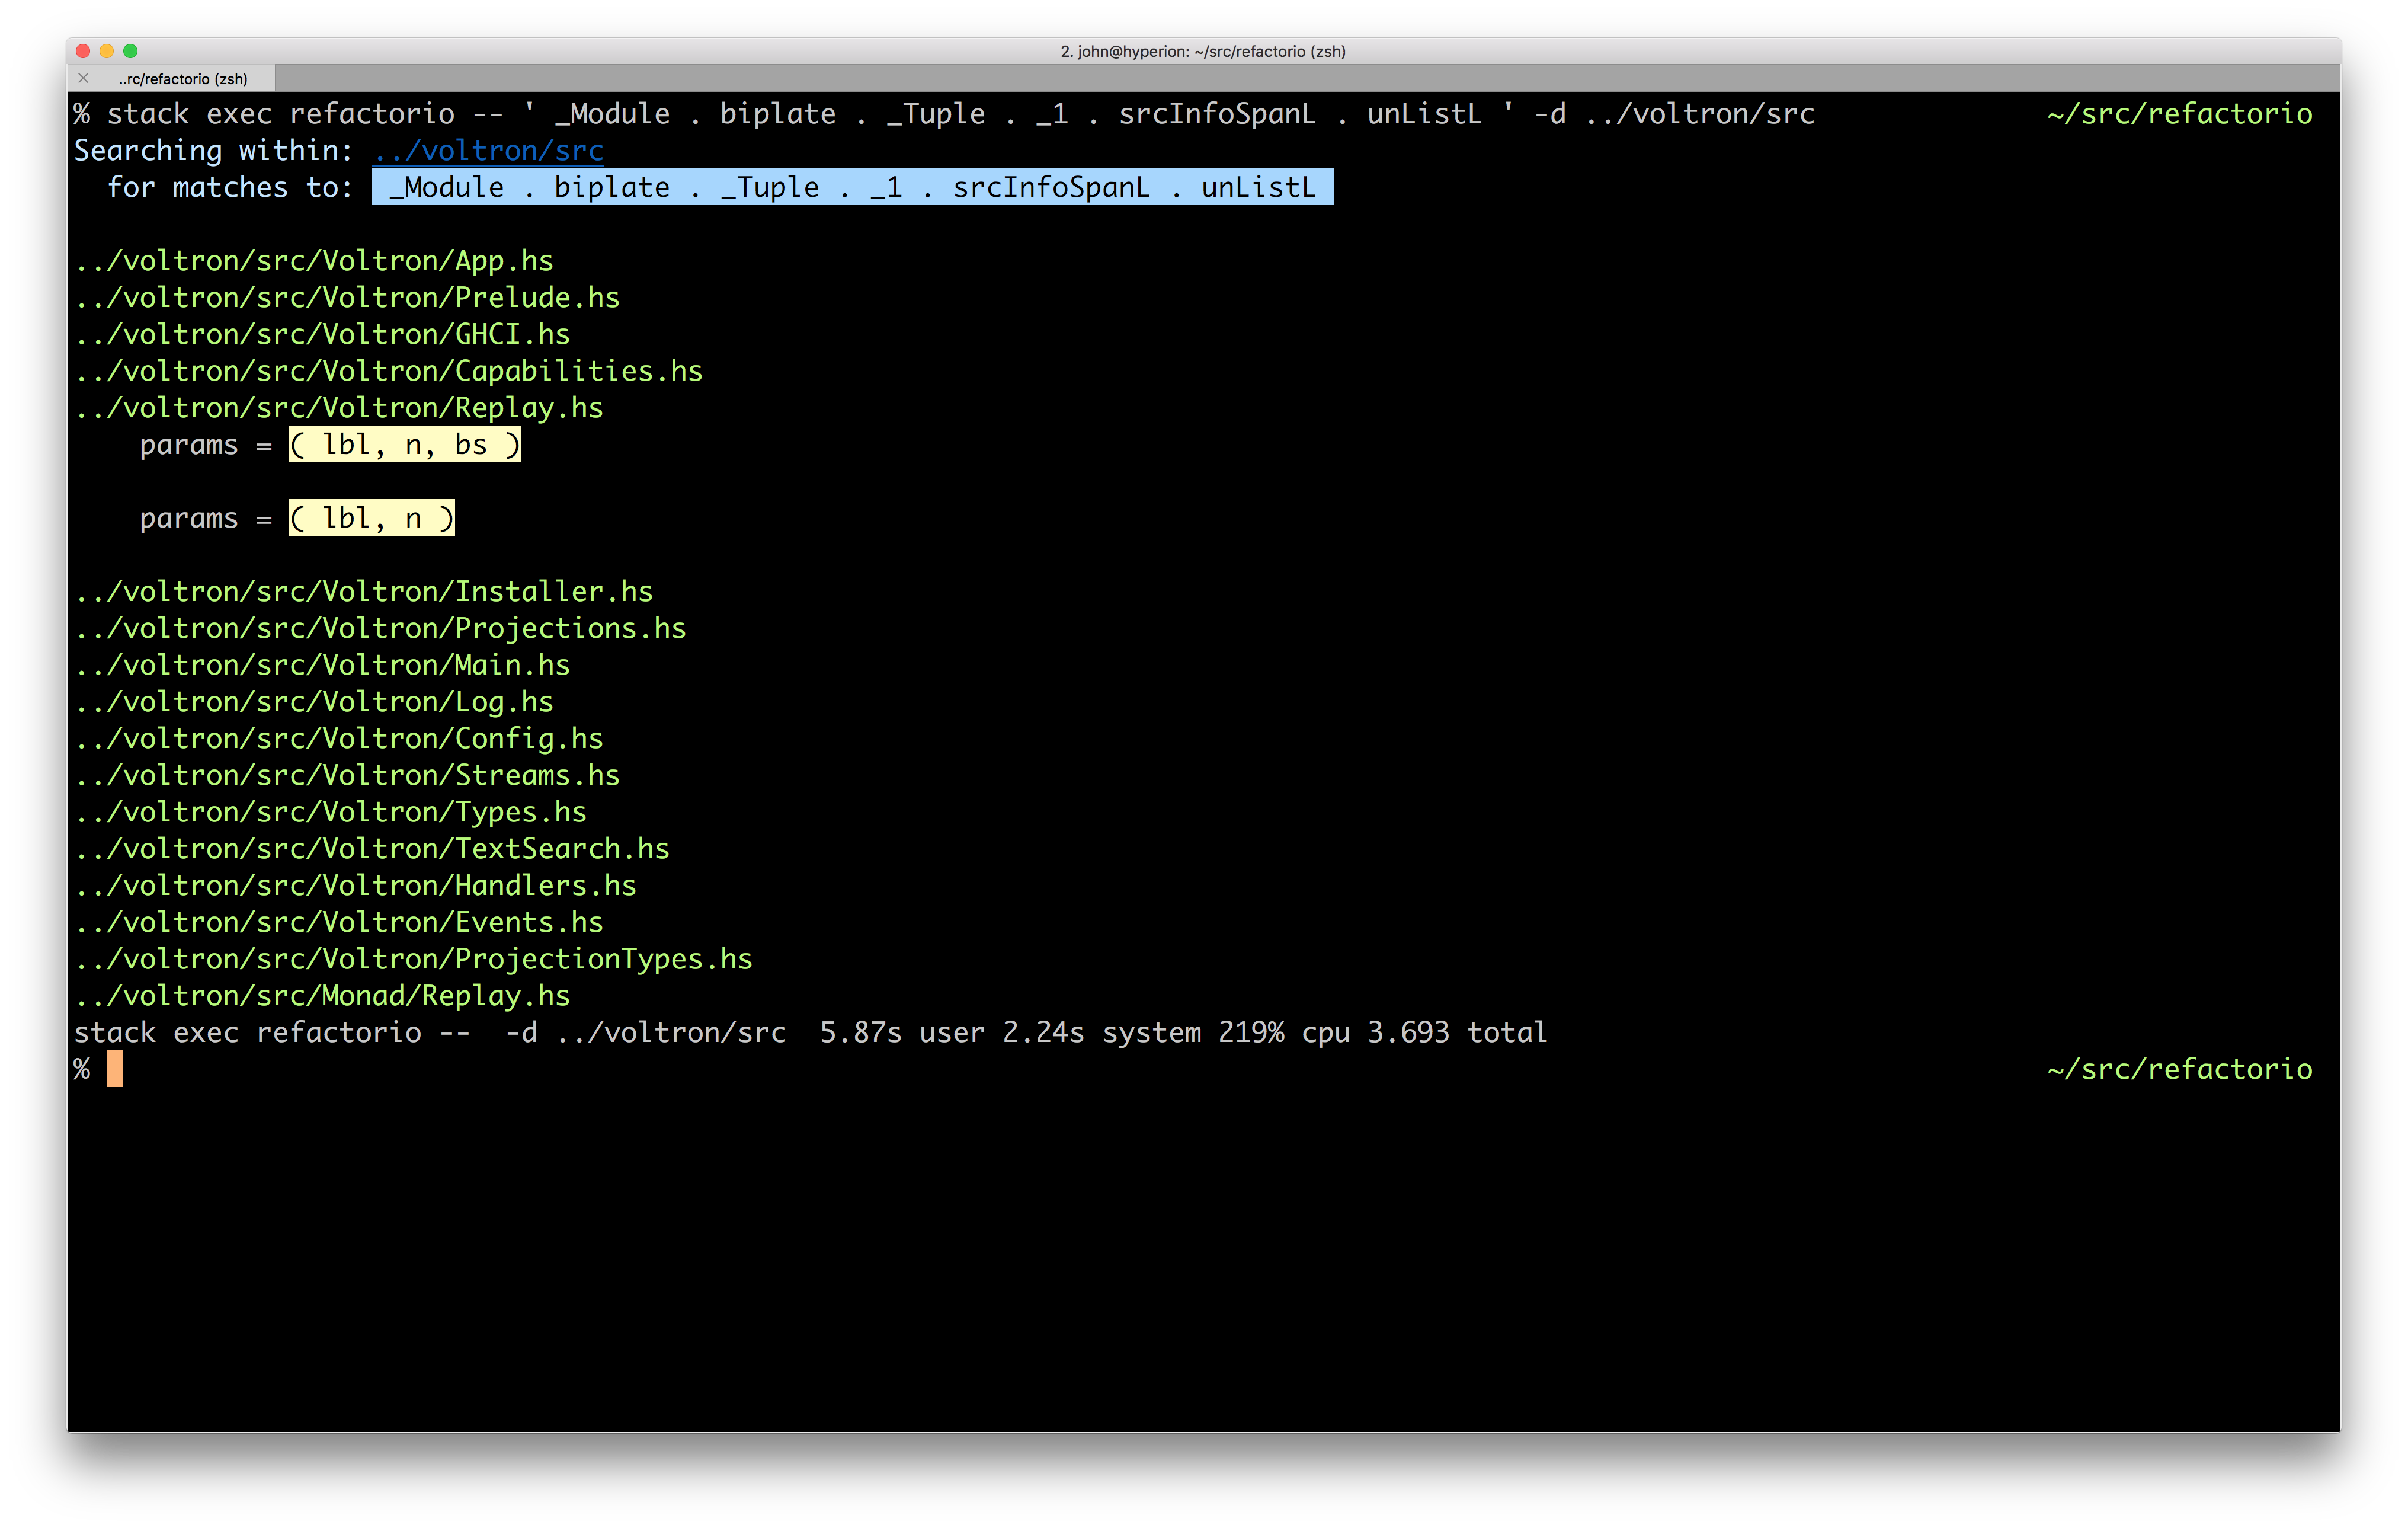 2. john@hyperion: ~/src/refactorio (zsh)
..rc/refactorio (zsh)
% stack exec refactorio -- ' _Module . biplate . _Tuple . _1 . srcInfoSpanL . unListL ' -d ../voltron/src ~/src/refactorio
Searching within: ../voltron/src
for matches to: _Module . biplate . _Tuple . _1 . srcInfoSpanL . unListL
../voltron/src/Voltron/App.hs
../voltron/src/Voltron/Prelude.hs
../voltron/src/Voltron/GHCI.hs
../voltron/src/Voltron/Capabilities.hs
../voltron/src/Voltron/Replay.hs
params = ( lbl, n, bs )
params = ( lbl, n )
../voltron/src/Voltron/Installer.hs
../voltron/src/Voltron/Projections.hs
../voltron/src/Voltron/Main.hs
../voltron/src/Voltron/Log.hs
../voltron/src/Voltron/Config.hs
../voltron/src/Voltron/Streams.hs
../voltron/src/Voltron/Types.hs
../voltron/src/Voltron/TextSearch.hs
../voltron/src/Voltron/Handlers.hs
../voltron/src/Voltron/Events.hs
../voltron/src/Voltron/ProjectionTypes.hs
../voltron/src/Monad/Replay.hs
stack exec refactorio --  -d ../voltron/src  5.87s user 2.24s system 219% cpu 3.693 total
% ~/src/refactorio